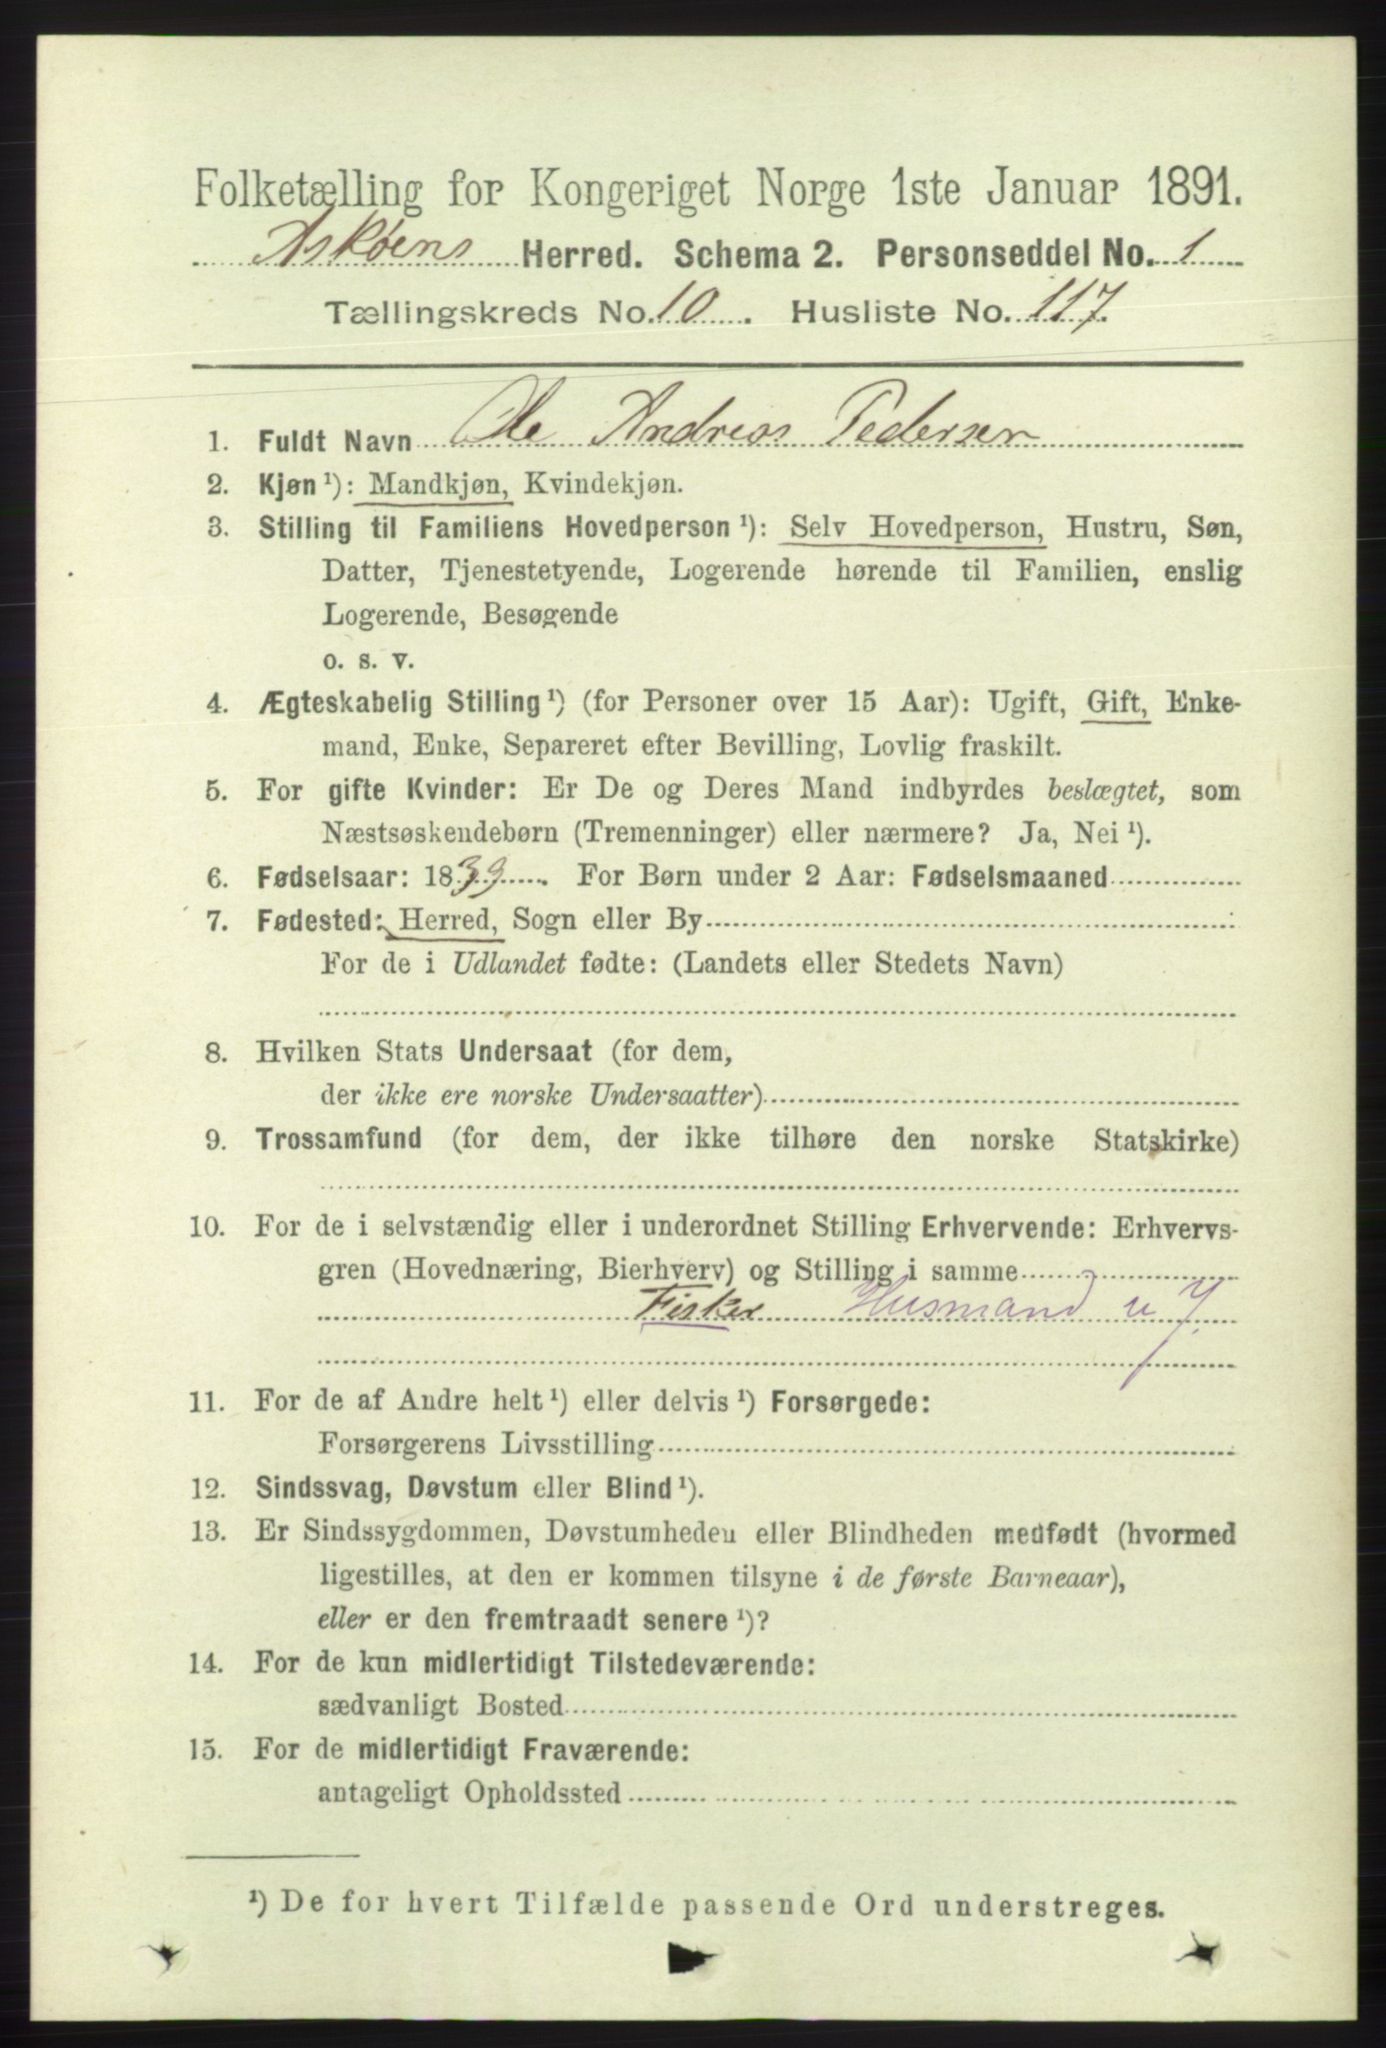 Folketælling for Kongeriget Norge 1ste Januar 1891.
Askøens Herred. Schema 2. Personseddel No. 1
Tællingskreds No. 10. Husliste No. 117.
1. Fuldt Navn Ole Andreas Pedersen
2. Kjøn ¹): Mandkjøn, Kvindekjøn.
3. Stilling til Familiens Hovedperson ¹): Selv Hovedperson, Hustru, Søn,
Datter, Tjenestetyende, Logerende hørende til Familien, enslig
Logerende, Besøgende
o. s. v.
4. Ægteskabelig Stilling ¹) (for Personer over 15 Aar): Ugift, Gift, Enke-
mand, Enke, Separeret efter Bevilling, Lovlig fraskilt.
5. For gifte Kvinder: Er De og Deres Mand indbyrdes beslægtet, som
Næstsøskendebørn (Tremenninger) eller nærmere? Ja, Nei ¹).
6. Fødselsaar: 1839. For Børn under 2 Aar: Fødselsmaaned
7. Fødested: Herred, Sogn eller By
For de i Udlandet fødte: (Landets eller Stedets Navn)
8. Hvilken Stats Undersaat (for dem,
der ikke ere norske Undersaatter)
9. Trossamfund (for dem, der ikke tilhøre den norske Statskirke)
10. For de i selvstændig eller i underordnet Stilling Erhvervende: Erhvervs-
gren (Hovednæring, Bierhverv) og Stilling i samme
Fisker Husmand u J.
11. For de af Andre helt ¹) eller delvis ¹) Forsørgede:
Forsørgerens Livsstilling
12. Sindssvag, Døvstum eller Blind ¹).
13. Er Sindssygdommen, Døvstumheden eller Blindheden medfødt (hvormed
ligestilles, at den er kommen tilsyne i de første Barneaar),
eller er den fremtraadt senere ¹)?
14. For de kun midlertidigt Tilstedeværende:
sædvanligt Bosted
15. For de midlertidigt Fraværende:
antageligt Opholdssted
¹) De for hvert Tilfælde passende Ord understreges.